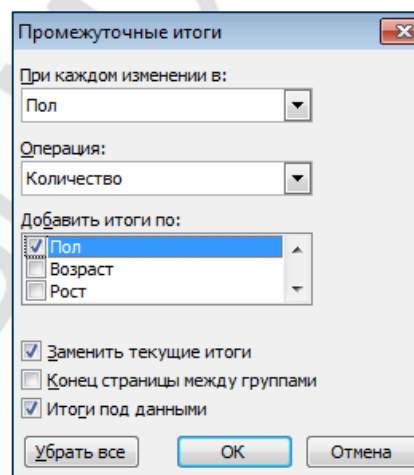 Промежуточные итоги
При каждом изменении в:
Пол
Операция:
Количество
Добавить итоги по:
Пол
Возраст
Рост
Заменить текущие итоги
Конец страницы между группами
Итоги под данными
Убрать все
ОК
Отмена